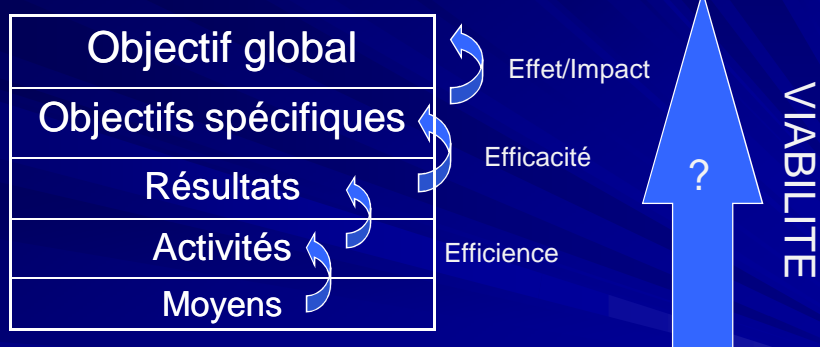 Objectif global
Effet/Impact
Objectifs spécifiques
Efficacité
Résultats
?
Activités
Efficience
Moyens
VIABILITE